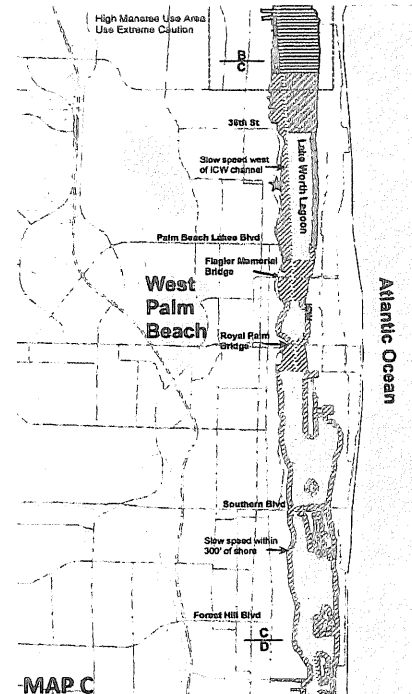 High Manatee Use Area
Use Extreme Caution
B
C
36th St
Slow speed west
of ICW channel
Lake Worth Lagoon
Palm Beach Lakes Blvd
Flagler Memorial
Bridge
West
Palm
Beach
Atlantic Ocean
Royal Palm
Bridge
Southern Blvd
Slow speed within
300' of shore
Forest Hill Blvd
C
D
MAP C